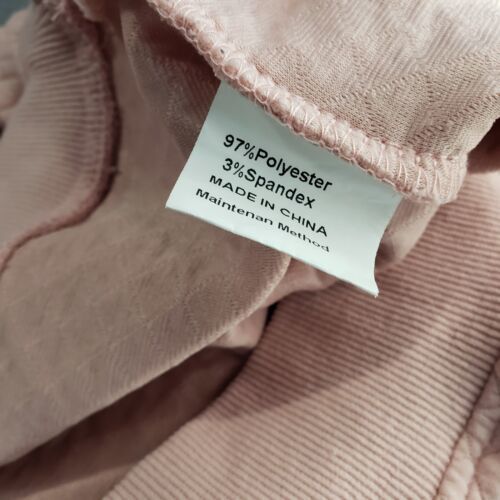 97%Polyester
3%Spandex
MADE IN CHINA
Maintenan Method